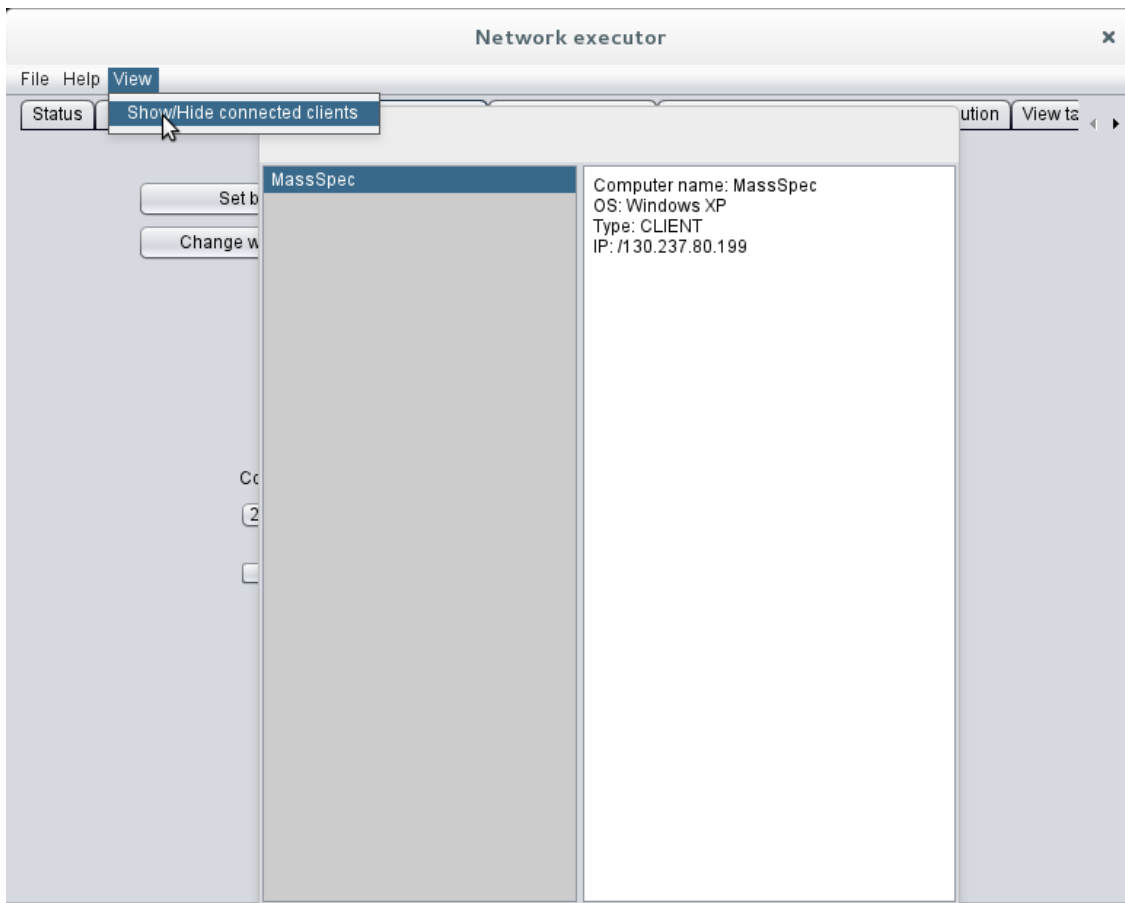 Network executor
File Help View
Status
Show/Hide connected clients
ution
View ta
MassSpec
Computer name: MassSpec
OS: Windows XP
Type: CLIENT
IP: /130.237.80.199
Set b
Change w
Co
2